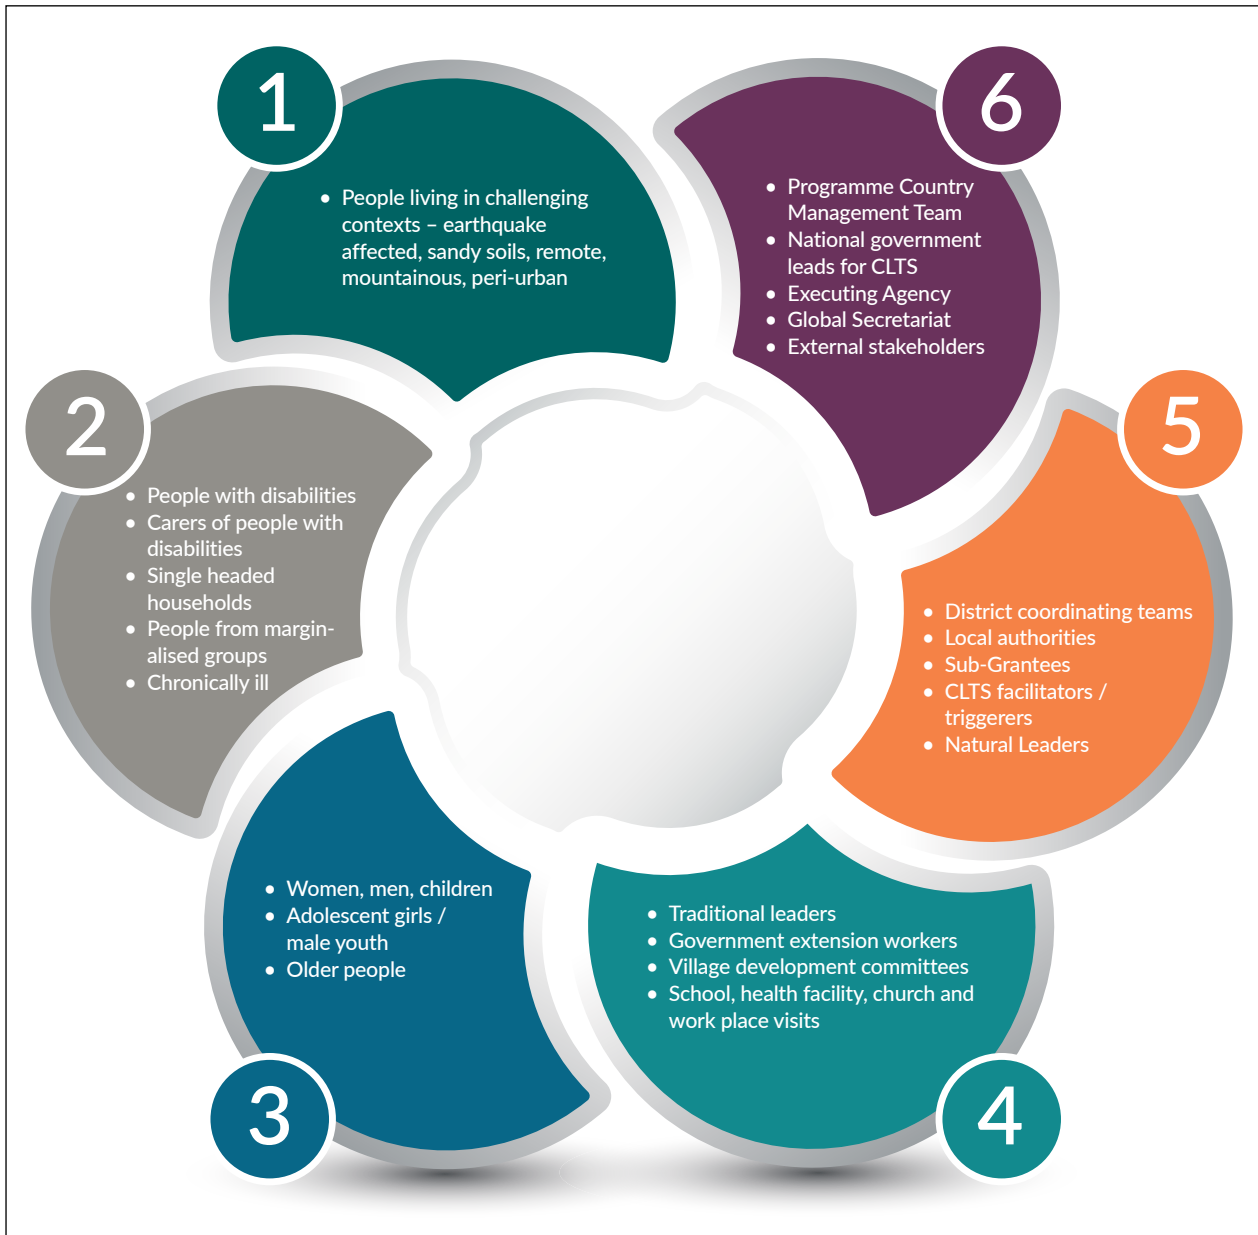 1
• People living in challenging
contexts – earthquake
affected, sandy soils, remote,
mountainous, peri-urban
2
• People with disabilities
• Carers of people with
disabilities
• Single headed
households
• People from margin-
alised groups
• Chronically ill
3
• Women, men, children
• Adolescent girls /
male youth
• Older people
4
• Traditional leaders
• Government extension workers
• Village development committees
• School, health facility, church and
work place visits
5
• District coordinating teams
• Local authorities
• Sub-Grantees
• CLTS facilitators /
triggerers
• Natural Leaders
6
• Programme Country
Management Team
• National government
leads for CLTS
• Executing Agency
• Global Secretariat
• External stakeholders